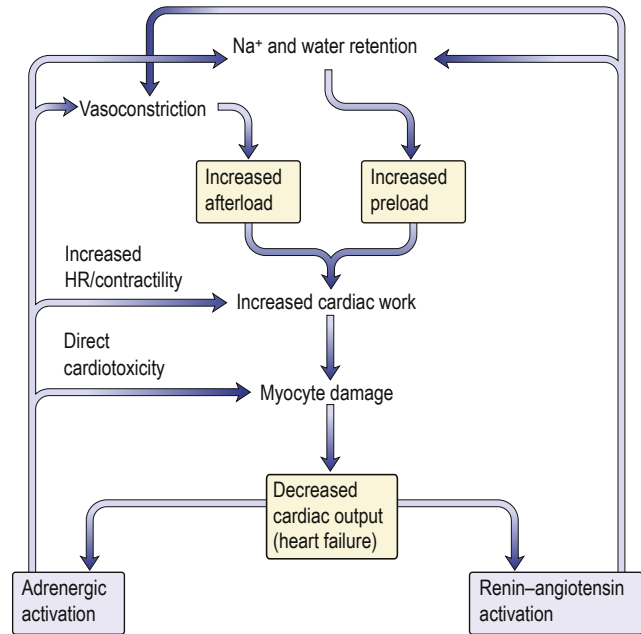 Na⁺ and water retention
Vasoconstriction
Increased
afterload
Increased
preload
Increased
HR/contractility
Increased cardiac work
Direct
cardiotoxicity
Myocyte damage
Decreased
cardiac output
(heart failure)
Adrenergic
activation
Renin–angiotensin
activation